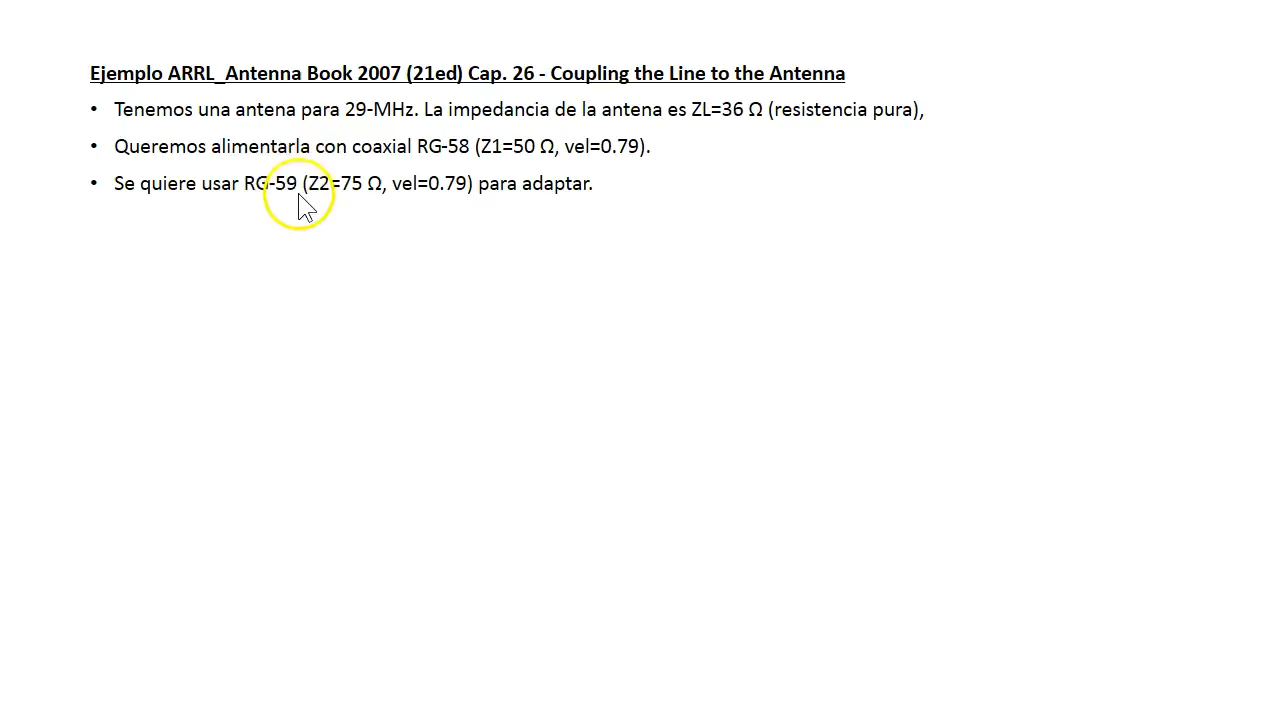 Ejemplo ARRL_Antenna Book 2007 (21ed) Cap. 26 - Coupling the Line to the Antenna
• Tenemos una antena para 29-MHz. La impedancia de la antena es ZL=36 Ω (resistencia pura),
• Queremos alimentarla con coaxial RG-58 (Z1=50 Ω, vel=0.79).
• Se quiere usar RG-59 (Z2=75 Ω, vel=0.79) para adaptar.